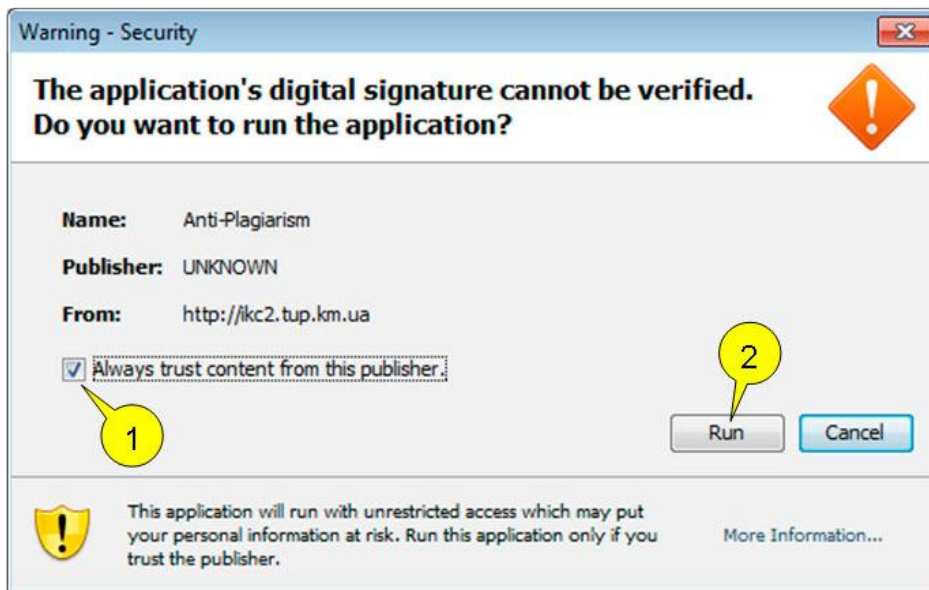 Warning - Security
The application's digital signature cannot be verified.
Do you want to run the application?
Name: Anti-Plagiarism
Publisher: UNKNOWN
From: http://ikc2.tup.km.ua
Always trust content from this publisher.
2
1
Run Cancel
This application will run with unrestricted access which may put
your personal information at risk. Run this application only if you
trust the publisher.
More Information...